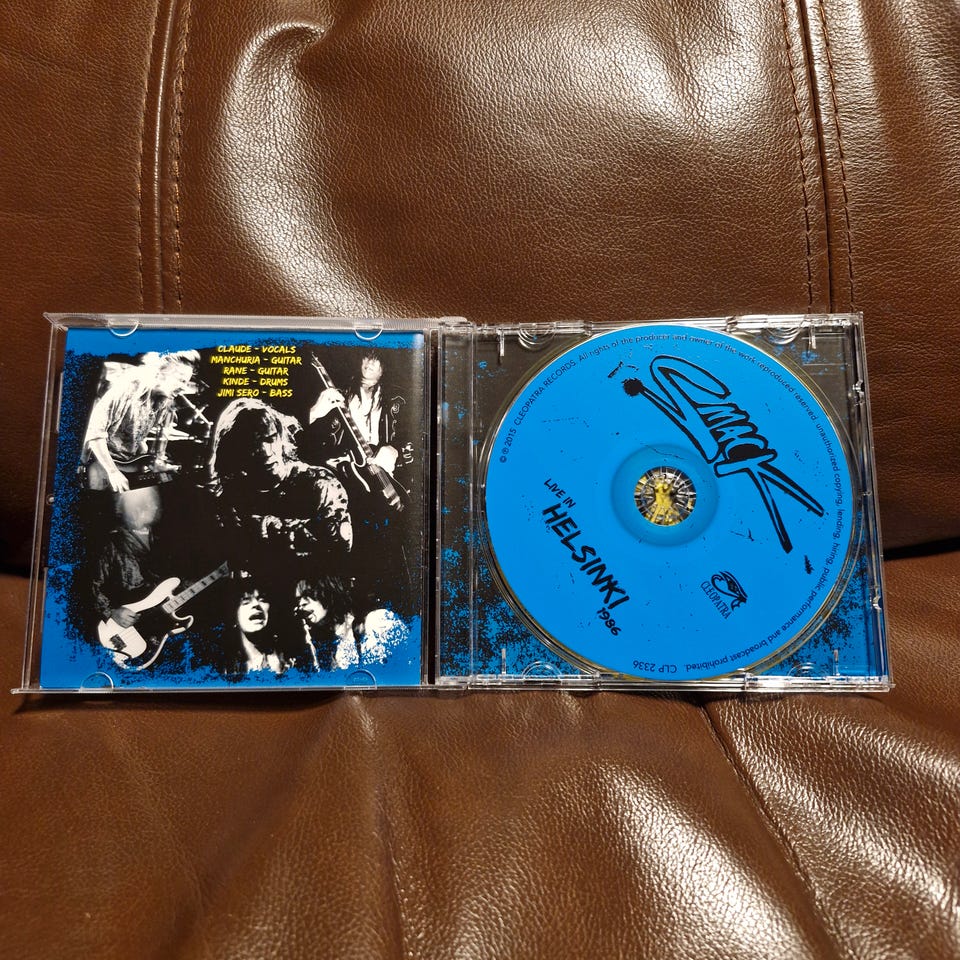 CLAUDE - VOCALS
MANCHURIA - GUITAR
RANE - GUITAR
KINDE - DRUMS
JIMI SERO - BASS
SMACK
LIVE IN
HELSINKI
1986
CLEOPATRA
© ℗ 2015 CLEOPATRA RECORDS. All rights of the producer and owner of the work reproduced reserved. unauthorized copying, lending, hiring, public performance and broadcast prohibited.
CLP 2336